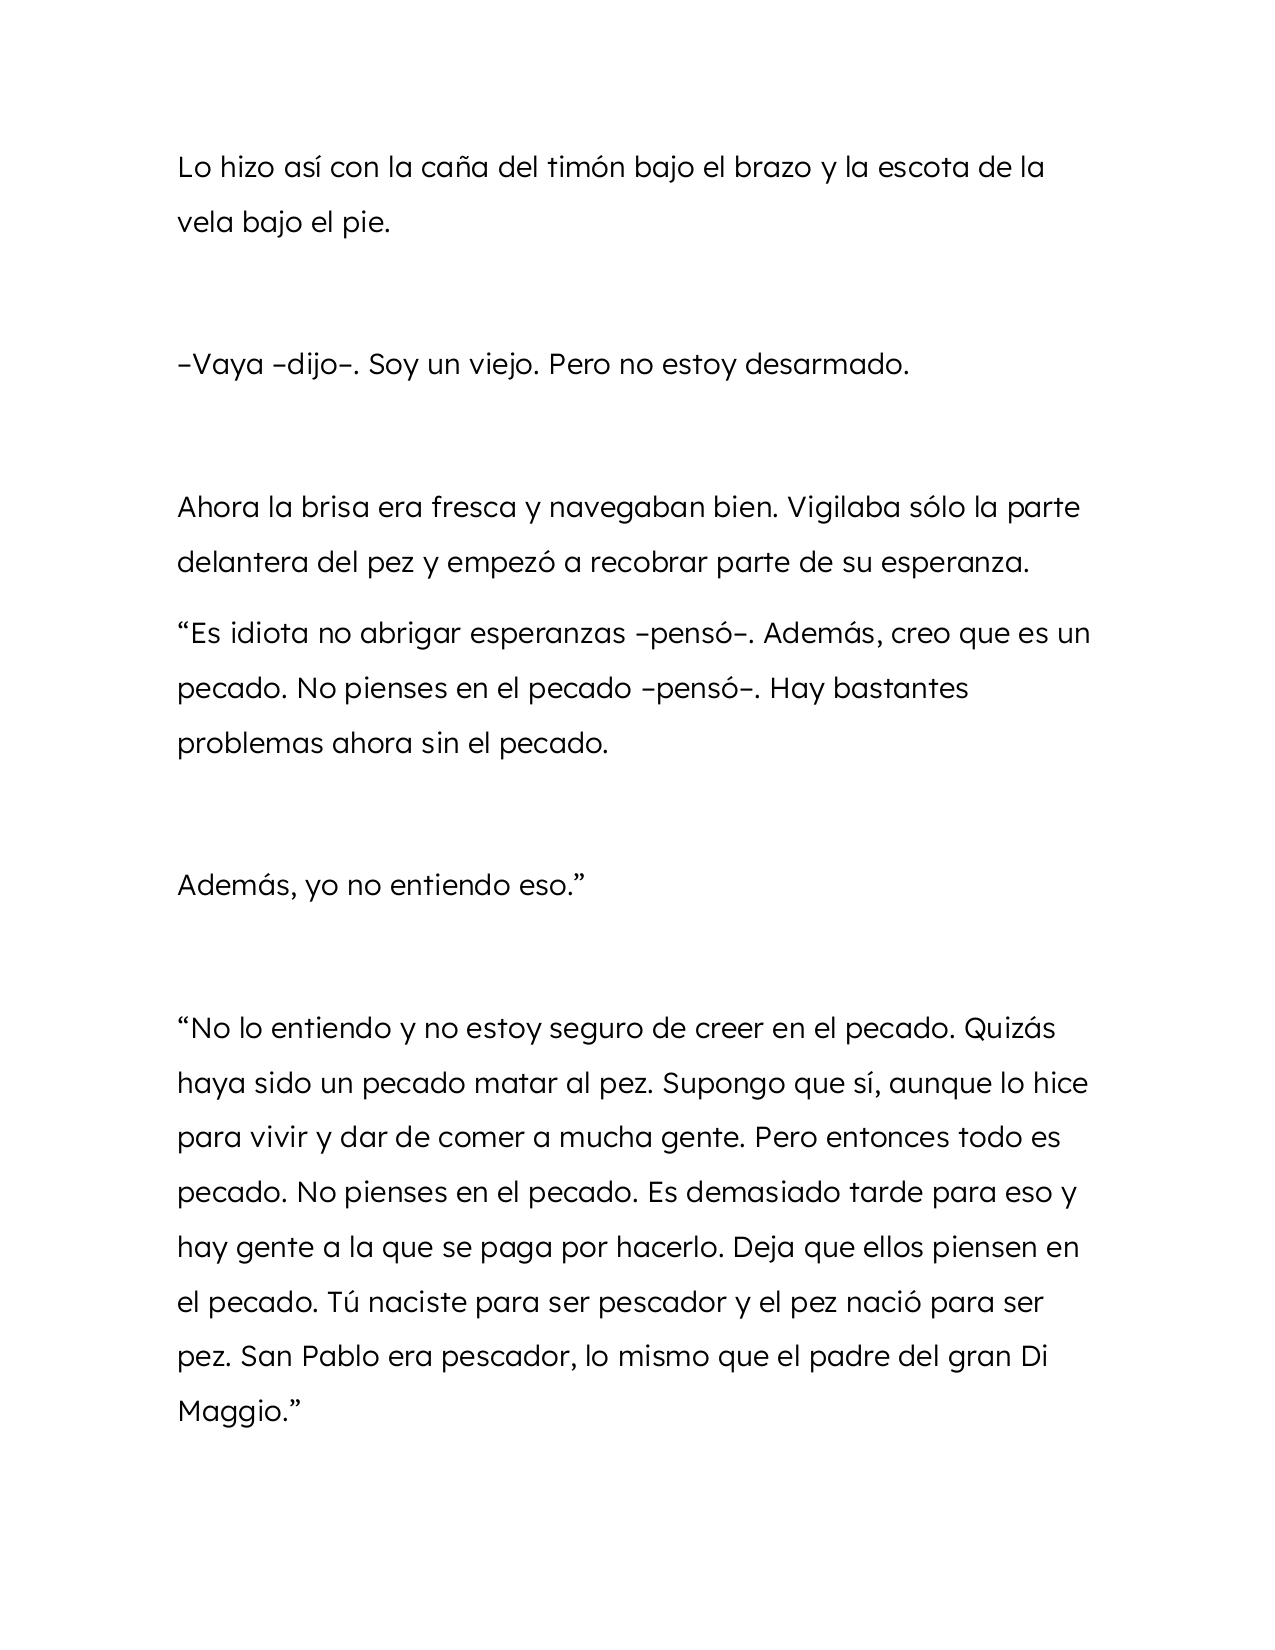 Lo hizo así con la caña del timón bajo el brazo y la escota de la
vela bajo el pie.
–Vaya –dijo–. Soy un viejo. Pero no estoy desarmado.
Ahora la brisa era fresca y navegaban bien. Vigilaba sólo la parte
delantera del pez y empezó a recobrar parte de su esperanza.
“Es idiota no abrigar esperanzas –pensó–. Además, creo que es un
pecado. No pienses en el pecado –pensó–. Hay bastantes
problemas ahora sin el pecado.
Además, yo no entiendo eso.”
“No lo entiendo y no estoy seguro de creer en el pecado. Quizás
haya sido un pecado matar al pez. Supongo que sí, aunque lo hice
para vivir y dar de comer a mucha gente. Pero entonces todo es
pecado. No pienses en el pecado. Es demasiado tarde para eso y
hay gente a la que se paga por hacerlo. Deja que ellos piensen en
el pecado. Tú naciste para ser pescador y el pez nació para ser
pez. San Pablo era pescador, lo mismo que el padre del gran Di
Maggio.”